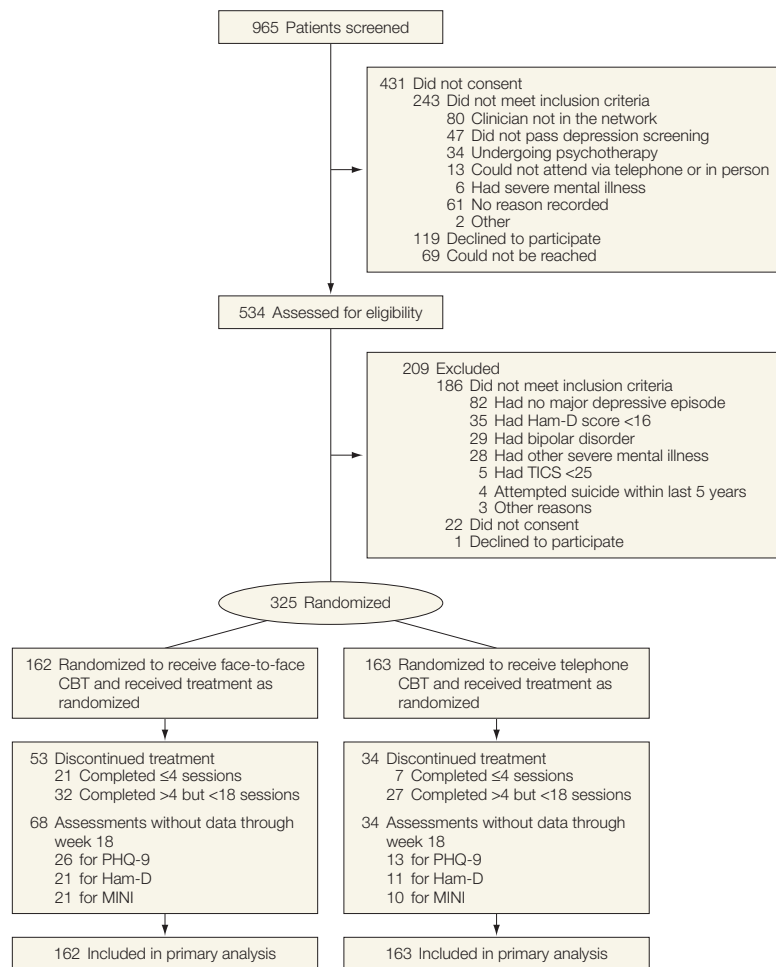 965 Patients screened
431 Did not consent
243 Did not meet inclusion criteria
80 Clinician not in the network
47 Did not pass depression screening
34 Undergoing psychotherapy
13 Could not attend via telephone or in person
6 Had severe mental illness
61 No reason recorded
2 Other
119 Declined to participate
69 Could not be reached
534 Assessed for eligibility
209 Excluded
186 Did not meet inclusion criteria
82 Had no major depressive episode
35 Had Ham-D score <16
29 Had bipolar disorder
28 Had other severe mental illness
5 Had TICS <25
4 Attempted suicide within last 5 years
3 Other reasons
22 Did not consent
1 Declined to participate
325 Randomized
162 Randomized to receive face-to-face
CBT and received treatment as
randomized
163 Randomized to receive telephone
CBT and received treatment as
randomized
53 Discontinued treatment
21 Completed ≤4 sessions
32 Completed >4 but <18 sessions
68 Assessments without data through
week 18
26 for PHQ-9
21 for Ham-D
21 for MINI
34 Discontinued treatment
7 Completed ≤4 sessions
27 Completed >4 but <18 sessions
34 Assessments without data through
week 18
13 for PHQ-9
11 for Ham-D
10 for MINI
162 Included in primary analysis
163 Included in primary analysis